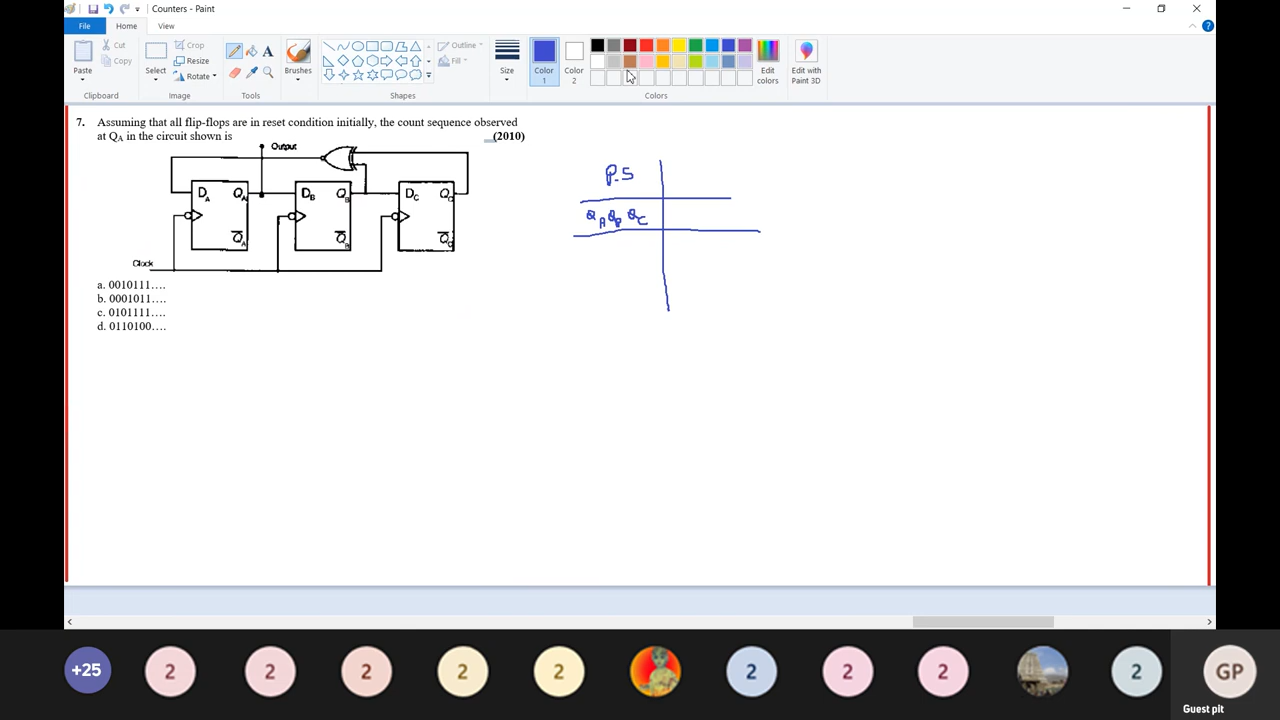 Counters - Paint
File Home View
Paste Cut Copy
Clipboard
Select Crop Resize Rotate
Image
A
Tools
Brushes
Outline Fill
Shapes
Size
Color 1
Color 2
Edit colors
Edit with Paint 3D
Colors
7. Assuming that all flip-flops are in reset condition initially, the count sequence observed
at QA in the circuit shown is (2010)
Output
DA QA DB QB DC QC
Q̅A Q̅B Q̅C
Clock
a. 0010111….
b. 0001011….
c. 0101111….
d. 0110100….
P.S
QA QB QC
+25 2 2 2 2 2 2 2 2 2 GP
Guest pit